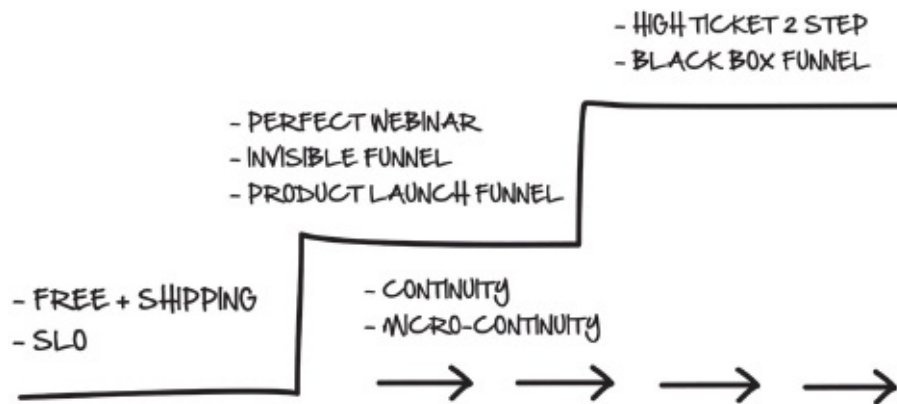 - HIGH TICKET 2 STEP
- BLACK BOX FUNNEL
- PERFECT WEBINAR
- INVISIBLE FUNNEL
- PRODUCT LAUNCH FUNNEL
- FREE + SHIPPING
- SLO
- CONTINUITY
- MICRO-CONTINUITY